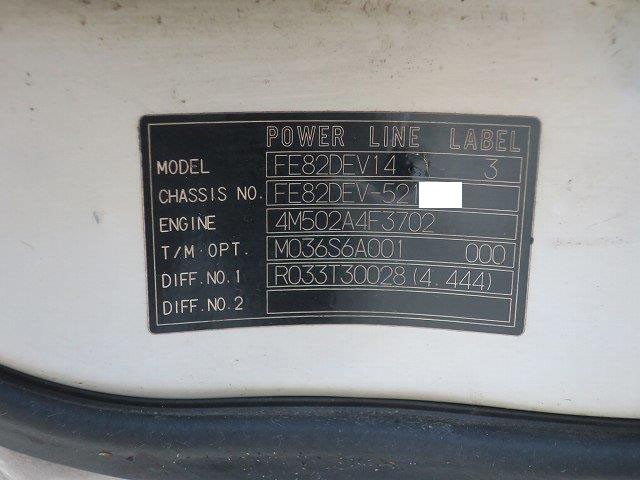 POWER LINE LABEL
MODEL FE82DEV14 3
CHASSIS NO. FE82DEV-521
ENGINE 4M502A4F3702
T/M OPT. M036S6A001 000
DIFF.NO.1 R033T30028(4.444)
DIFF.NO.2